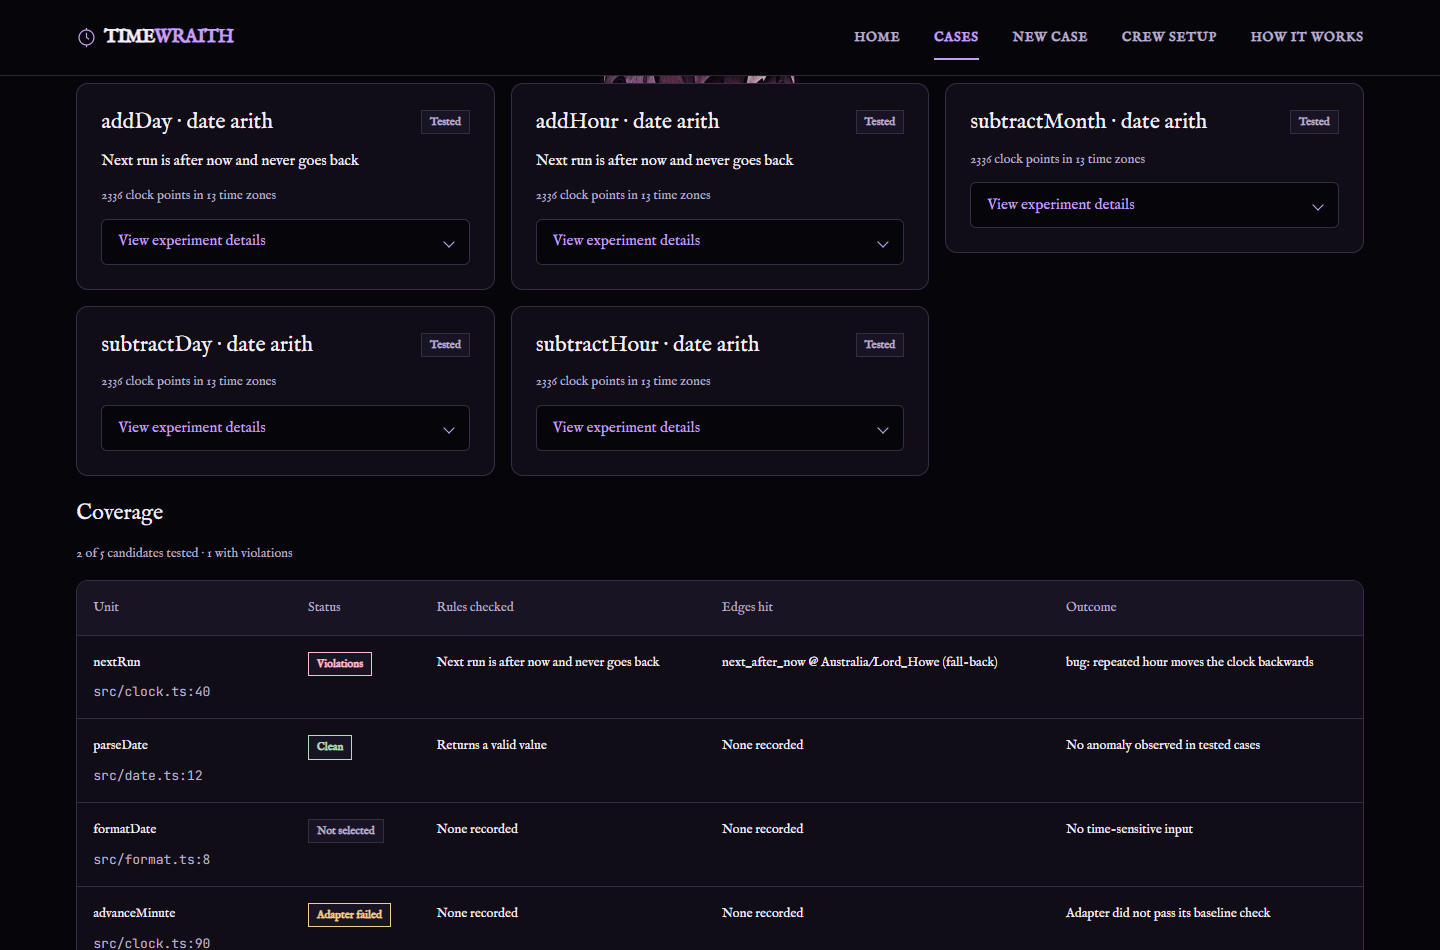 TIMEWRAITH
HOME CASES NEW CASE CREW SETUP HOW IT WORKS
addDay · date arith
Tested
Next run is after now and never goes back
2336 clock points in 13 time zones
View experiment details
addHour · date arith
Tested
Next run is after now and never goes back
2336 clock points in 13 time zones
View experiment details
subtractMonth · date arith
Tested
2336 clock points in 13 time zones
View experiment details
subtractDay · date arith
Tested
2336 clock points in 13 time zones
View experiment details
subtractHour · date arith
Tested
2336 clock points in 13 time zones
View experiment details
Coverage
2 of 5 candidates tested · 1 with violations
Unit Status Rules checked Edges hit Outcome
nextRun Violations Next run is after now and never goes back next_after_now @ Australia/Lord_Howe (fall-back) bug: repeated hour moves the clock backwards
src/clock.ts:40
parseDate Clean Returns a valid value None recorded No anomaly observed in tested cases
src/date.ts:12
formatDate Not selected None recorded None recorded No time-sensitive input
src/format.ts:8
advanceMinute Adapter failed None recorded None recorded Adapter did not pass its baseline check
src/clock.ts:90